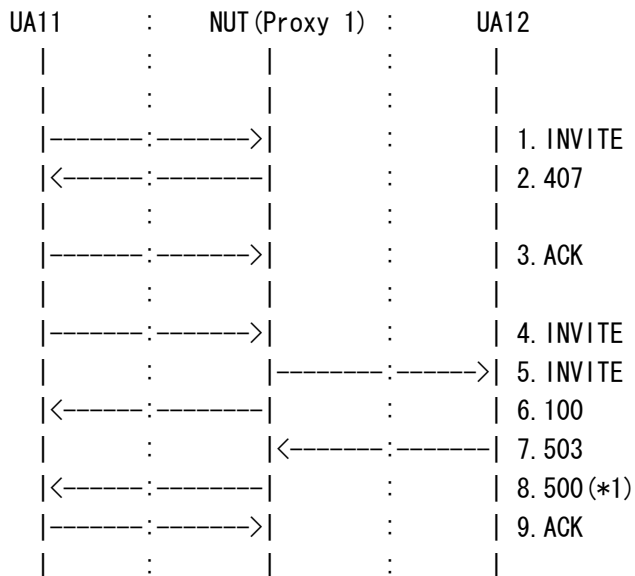 UA11 : NUT(Proxy 1) : UA12
| : | : |
| : | : |
|-------:------->| : | 1. INVITE
|<------:--------| : | 2. 407
| : | : |
|-------:------->| : | 3. ACK
| : | : |
|-------:------->| : | 4. INVITE
| : |-------:------>| 5. INVITE
|<------:--------| : | 6. 100
| : |<-------:-------| 7. 503
|<------:--------| : | 8. 500(*1)
|-------:------->| : | 9. ACK
| : | : |